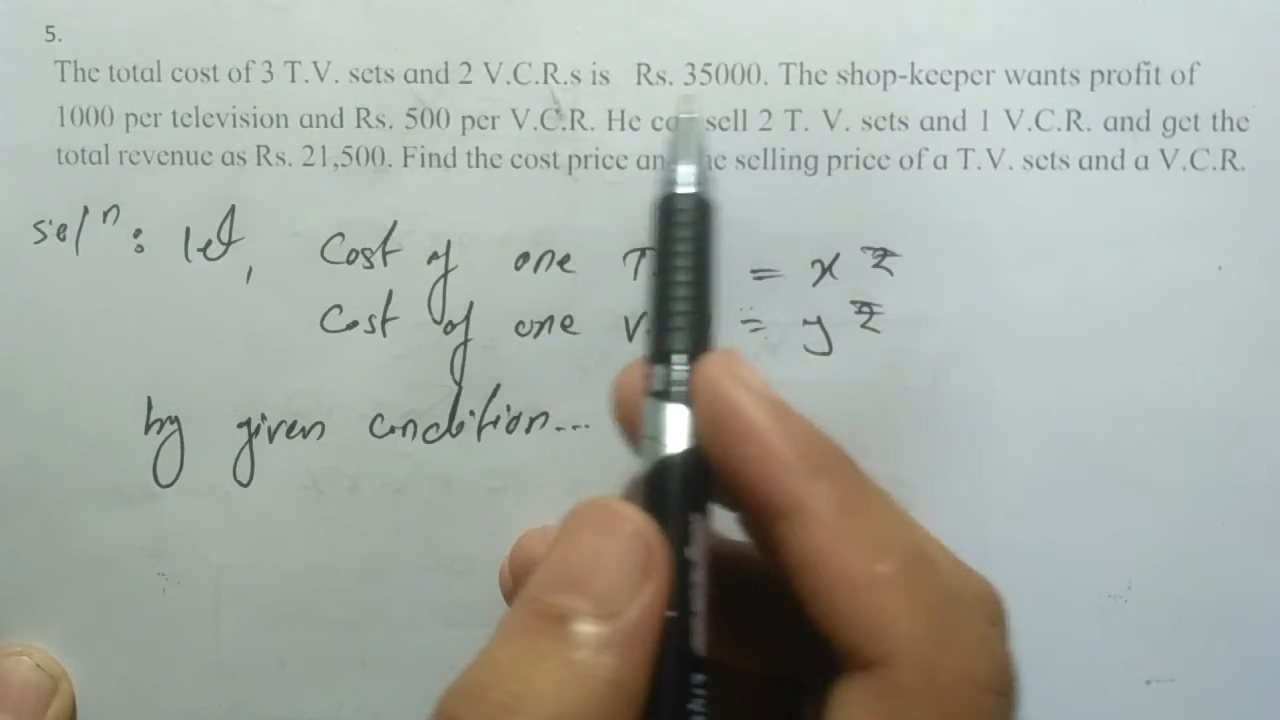 5.
The total cost of 3 T.V. sets and 2 V.C.R.s is Rs. 35000. The shop-keeper wants profit of
1000 per television and Rs. 500 per V.C.R. He sell 2 T. V. sets and 1 V.C.R. and get the
total revenue as Rs. 21,500. Find the cost price selling price of a T.V. sets and a V.C.R.
solⁿ: let, Cost of one = x ₹
Cost of one = y ₹
by given condition...